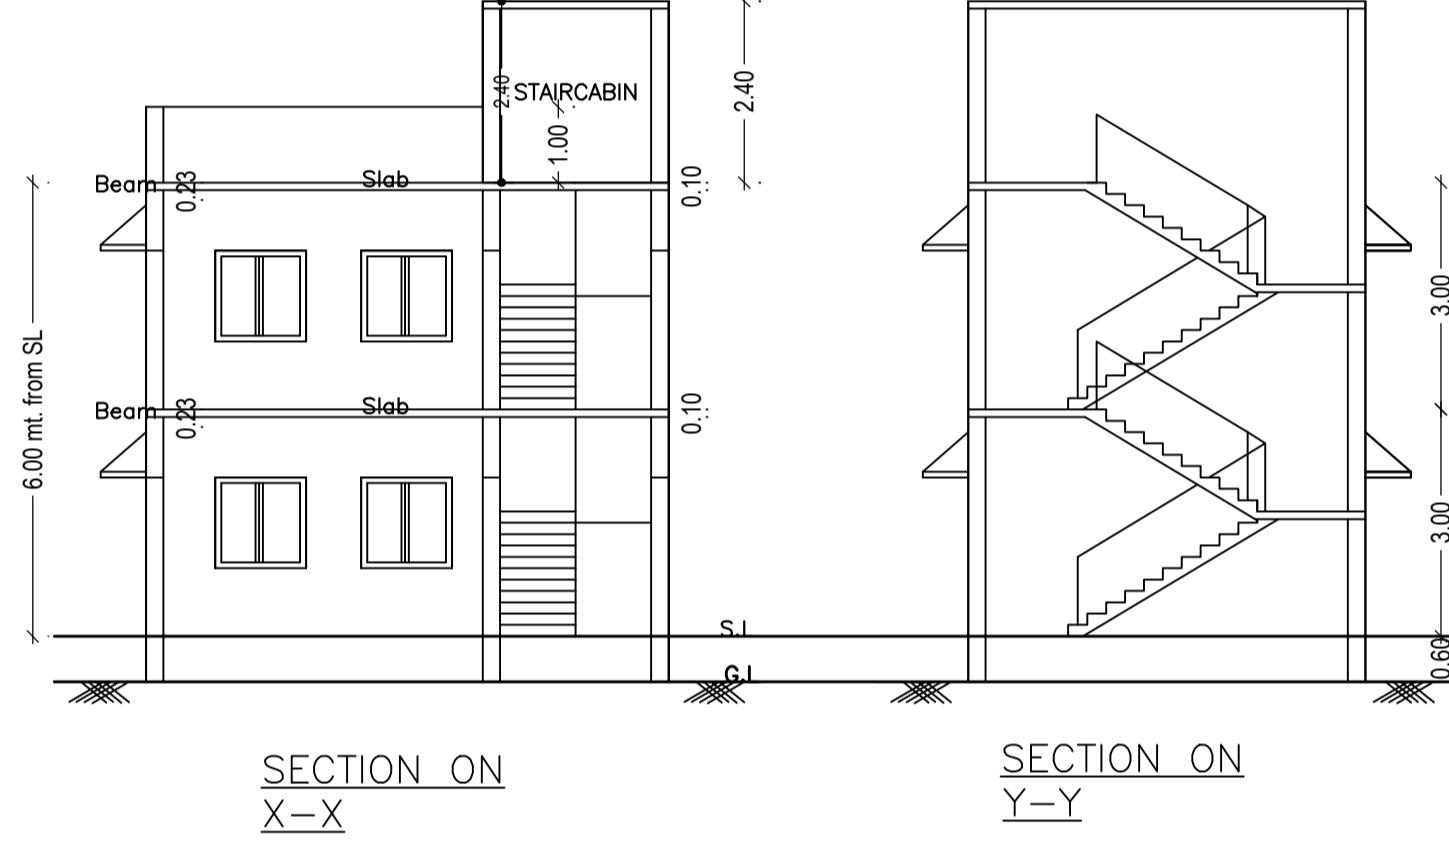 2.40
STAIRCABIN
1.00
2.40
Beam
0.23
Slab
0.10
3.00
6.00 mt. from SL
Beam
0.23
Slab
0.10
3.00
S.L
0.60
G.L
SECTION ON
X-X
SECTION ON
Y-Y